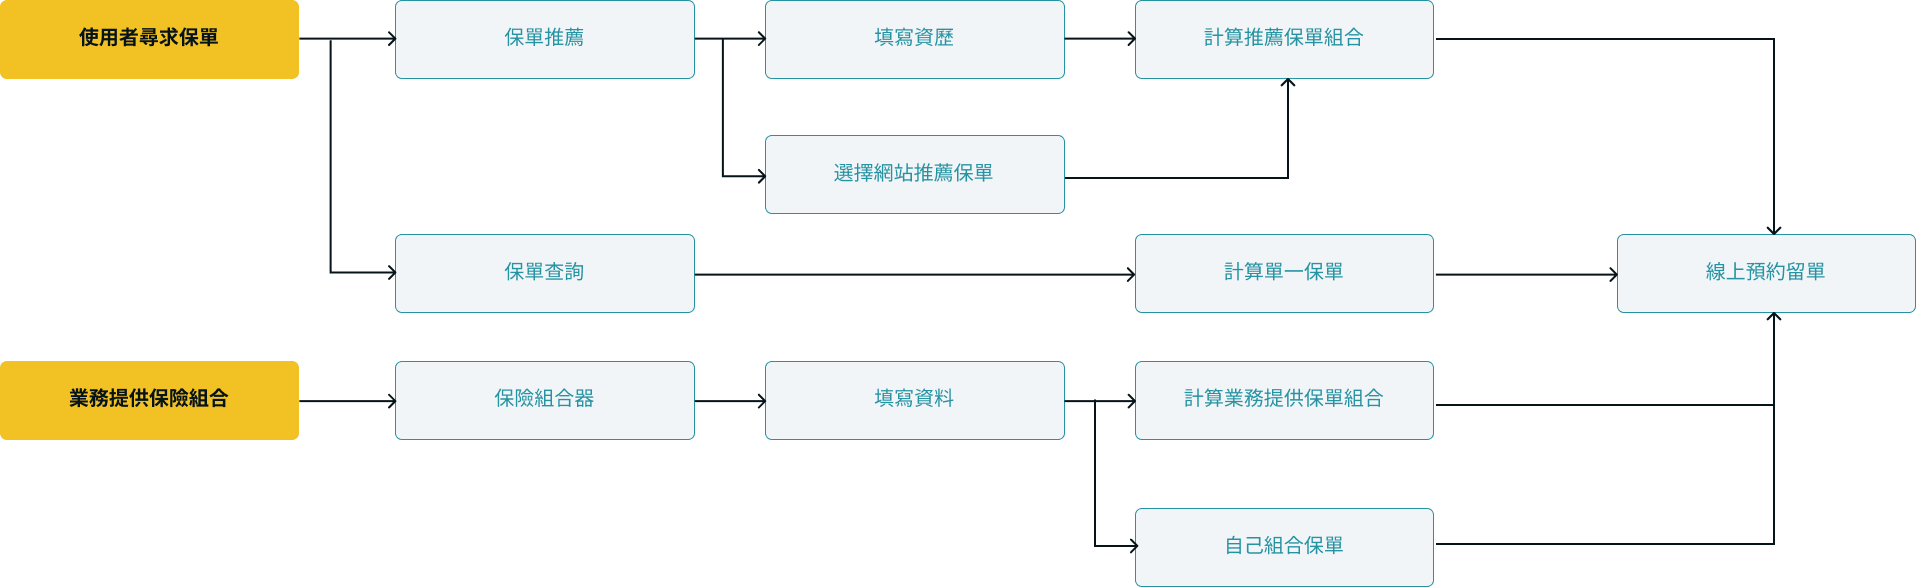 使用者尋求保單
保單推薦
填寫資歷
計算推薦保單組合
選擇網站推薦保單
保單查詢
計算單一保單
線上預約留單
業務提供保險組合
保險組合器
填寫資料
計算業務提供保單組合
自己組合保單